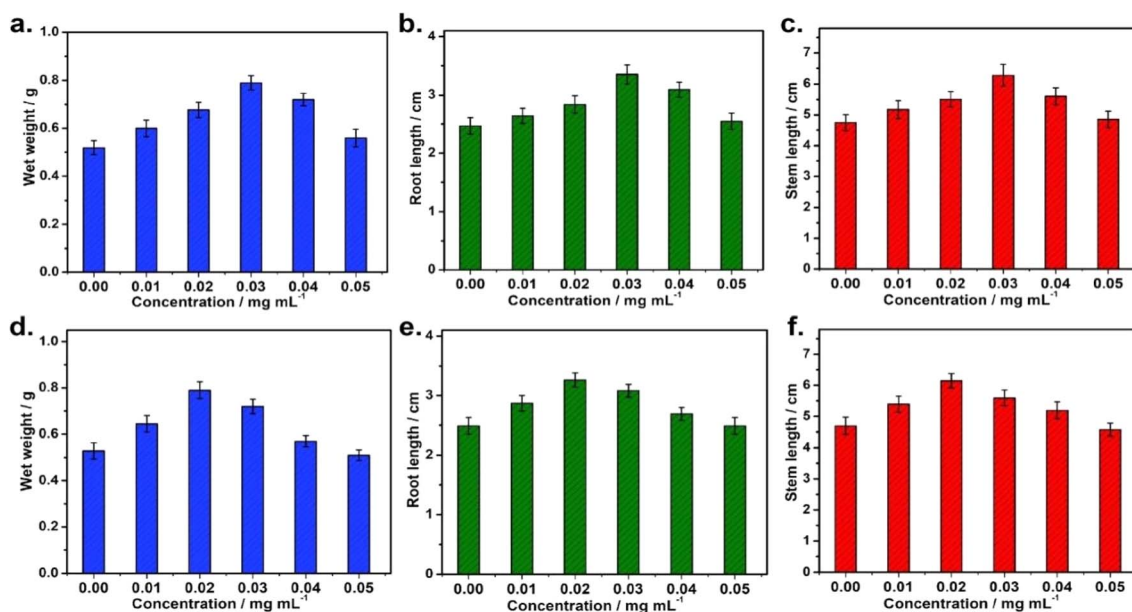 a.
Wet weight / g
1.0
0.8
0.6
0.4
0.2
0.0
0.00 0.01 0.02 0.03 0.04 0.05
Concentration / mg mL⁻¹
b.
Root length / cm
4
3
2
1
0
0.00 0.01 0.02 0.03 0.04 0.05
Concentration / mg mL⁻¹
c.
Stem length / cm
7
6
5
4
3
2
1
0
0.00 0.01 0.02 0.03 0.04 0.05
Concentration / mg mL⁻¹
d.
Wet weight / g
1.0
0.8
0.6
0.4
0.2
0.0
0.00 0.01 0.02 0.03 0.04 0.05
Concentration / mg mL⁻¹
e.
Root length / cm
4
3
2
1
0
0.00 0.01 0.02 0.03 0.04 0.05
Concentration / mg mL⁻¹
f.
Stem length / cm
7
6
5
4
3
2
1
0
0.00 0.01 0.02 0.03 0.04 0.05
Concentration / mg mL⁻¹